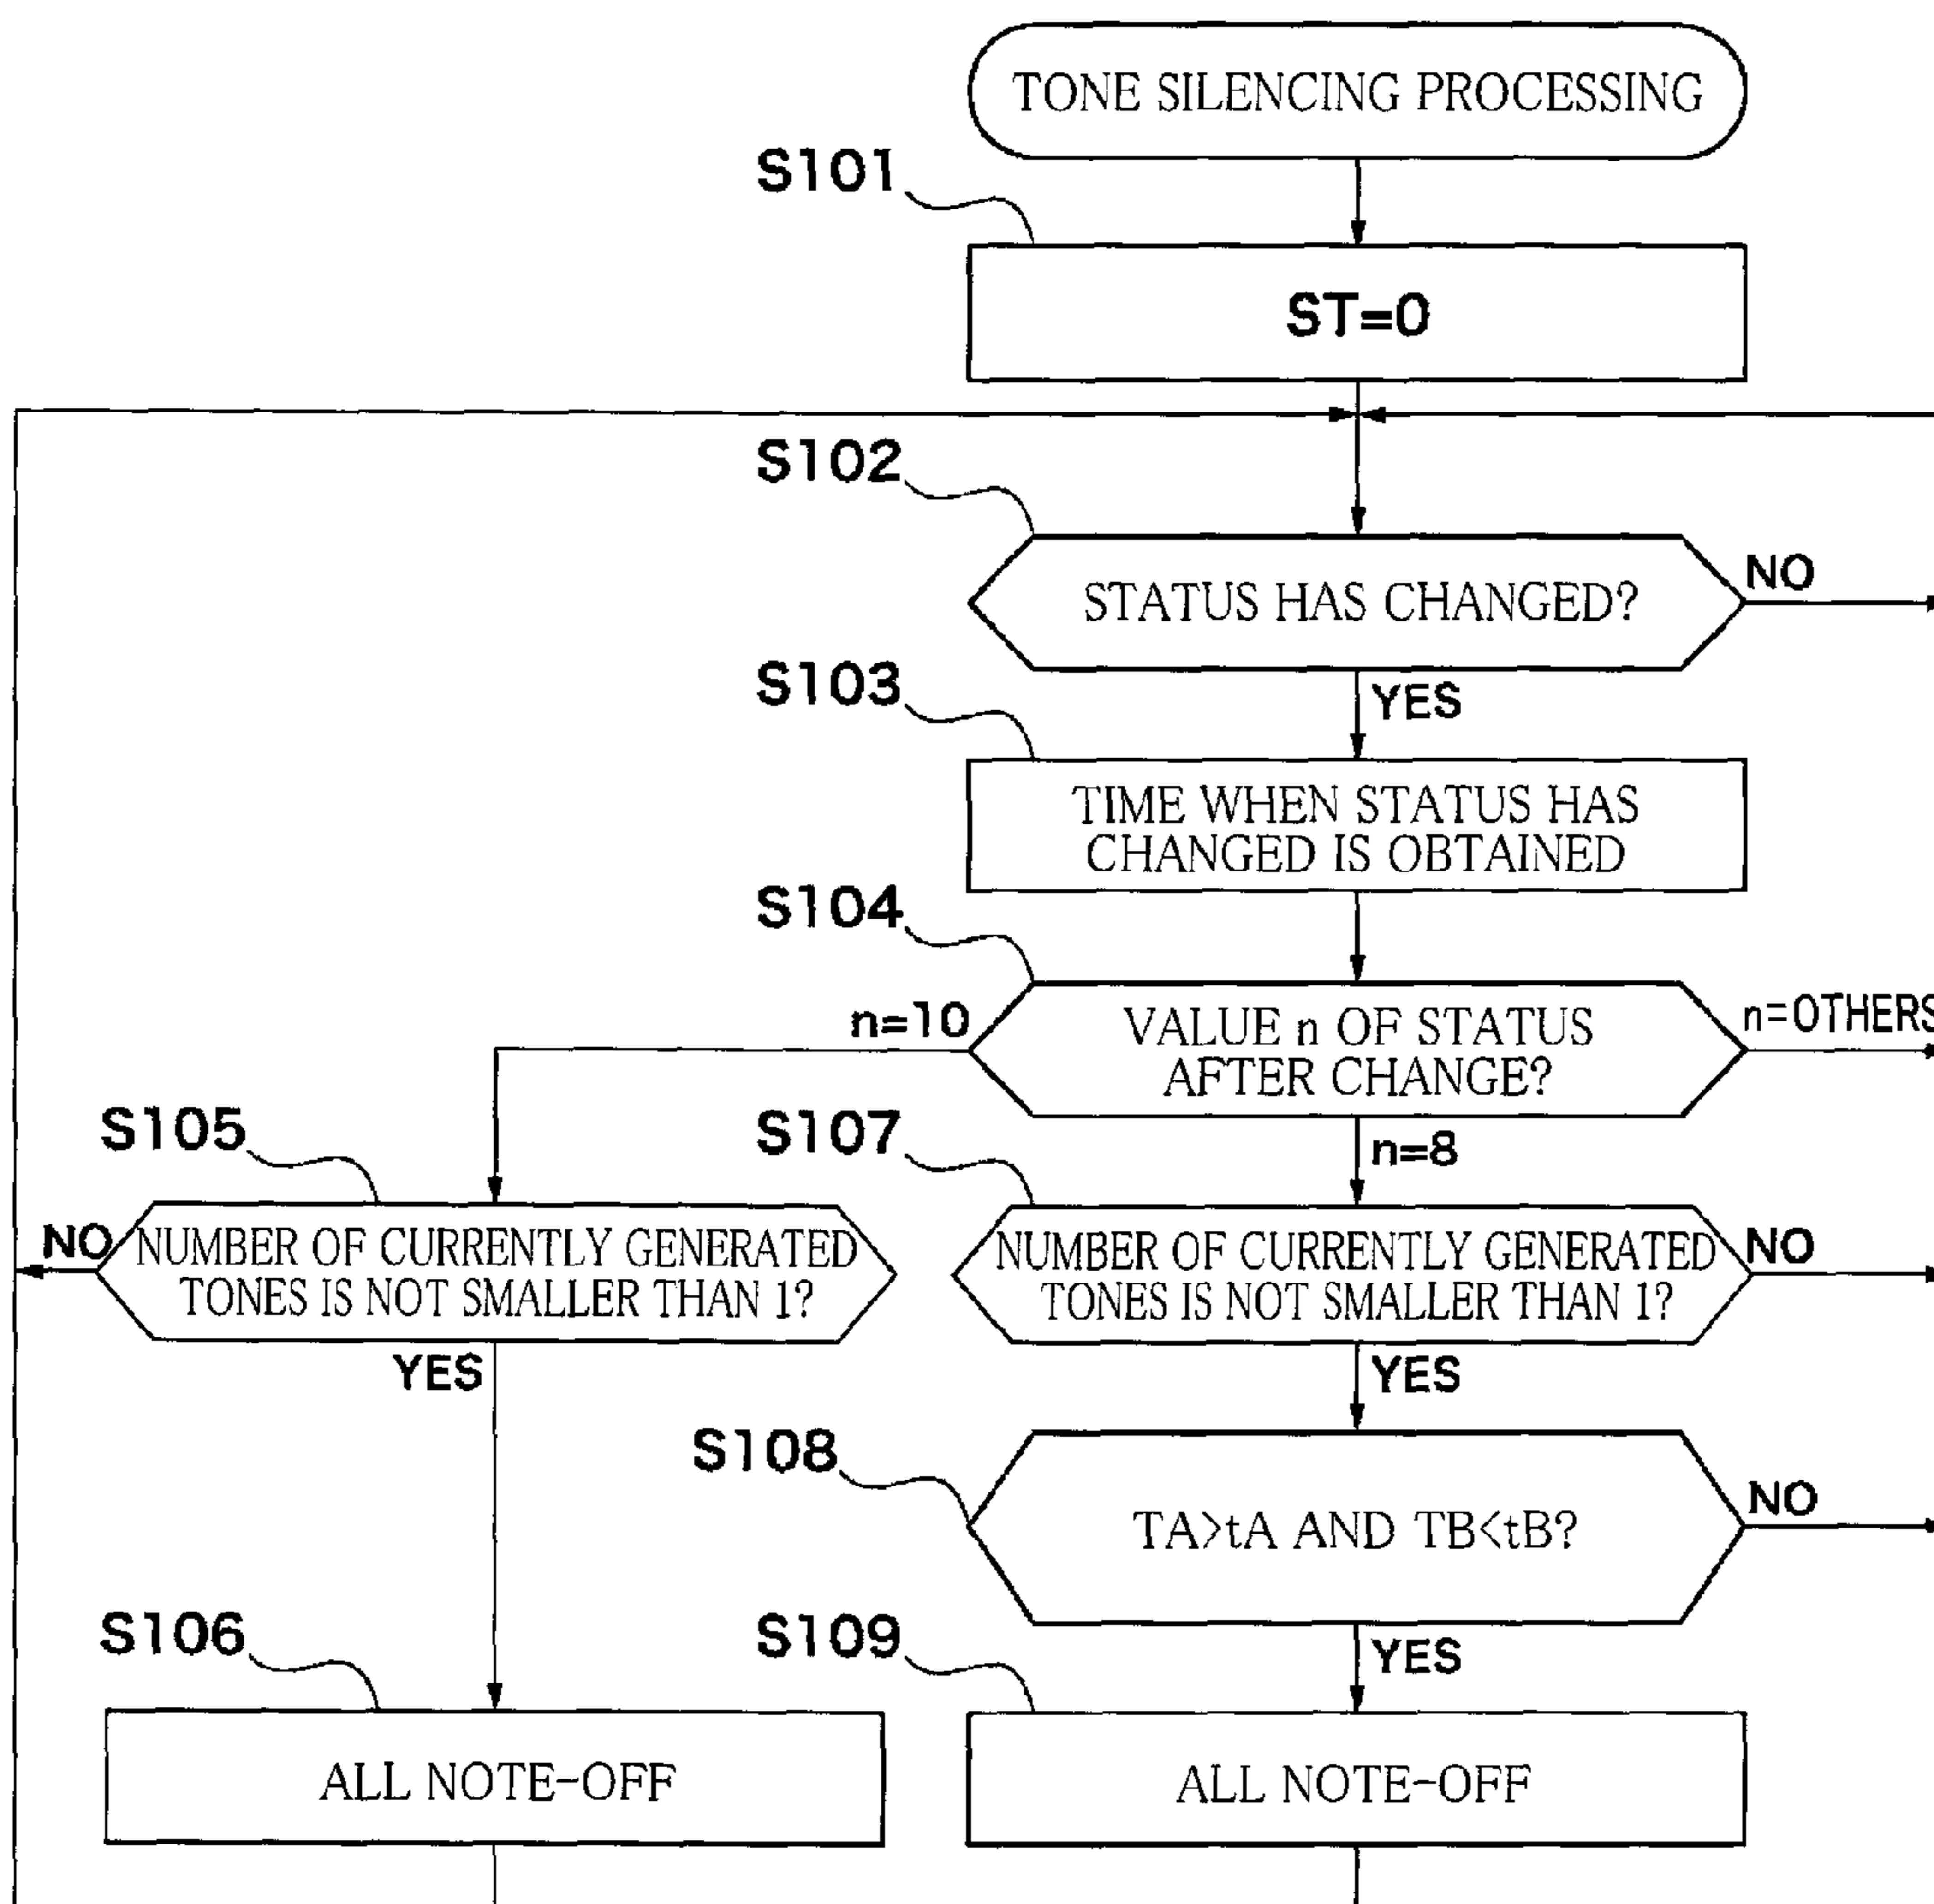 TONE SILENCING PROCESSING
S101
ST=0
S102
STATUS HAS CHANGED?
NO
YES
S103
TIME WHEN STATUS HAS
CHANGED IS OBTAINED
S104
n=10
VALUE n OF STATUS
AFTER CHANGE?
n=OTHERS
n=8
S105
NO
NUMBER OF CURRENTLY GENERATED
TONES IS NOT SMALLER THAN 1?
YES
S107
NUMBER OF CURRENTLY GENERATED
TONES IS NOT SMALLER THAN 1?
NO
YES
S108
TA>tA AND TB<tB?
NO
YES
S106
ALL NOTE-OFF
S109
ALL NOTE-OFF